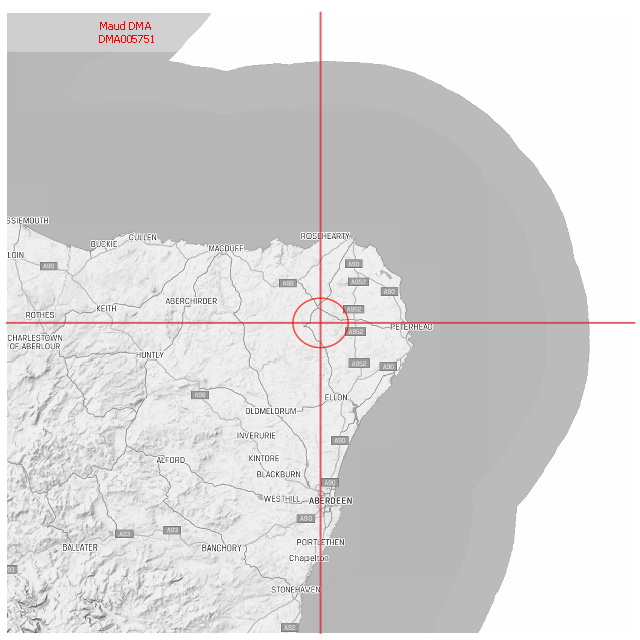 Maud DMA
DMA005751
SSIEMOUTH
CULLEN
ROSEHEARTY
BUCKIE
MACDUFF
LGIN
A98
A90
A952
A98
A90
ABERCHIRDER
KEITH
A952
ROTHES
PETERHEAD
A952
CHARLESTOWN
OF ABERLOUR
HUNTLY
A952
A90
A96
ELLON
OLDMELDRUM
INVERURIE
A90
KINTORE
ALFORD
BLACKBURN
A90
WESTHILL
ABERDEEN
A93
A93
A93
PORTLETHEN
BALLATER
BANCHORY
Chapelton
93
STONEHAVEN
A92